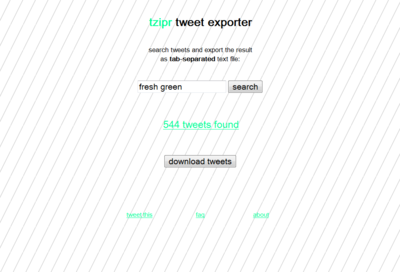 tzipr tweet exporter
search tweets and export the result
as tab-separated text file:
fresh green search
544 tweets found
download tweets
tweet this faq about